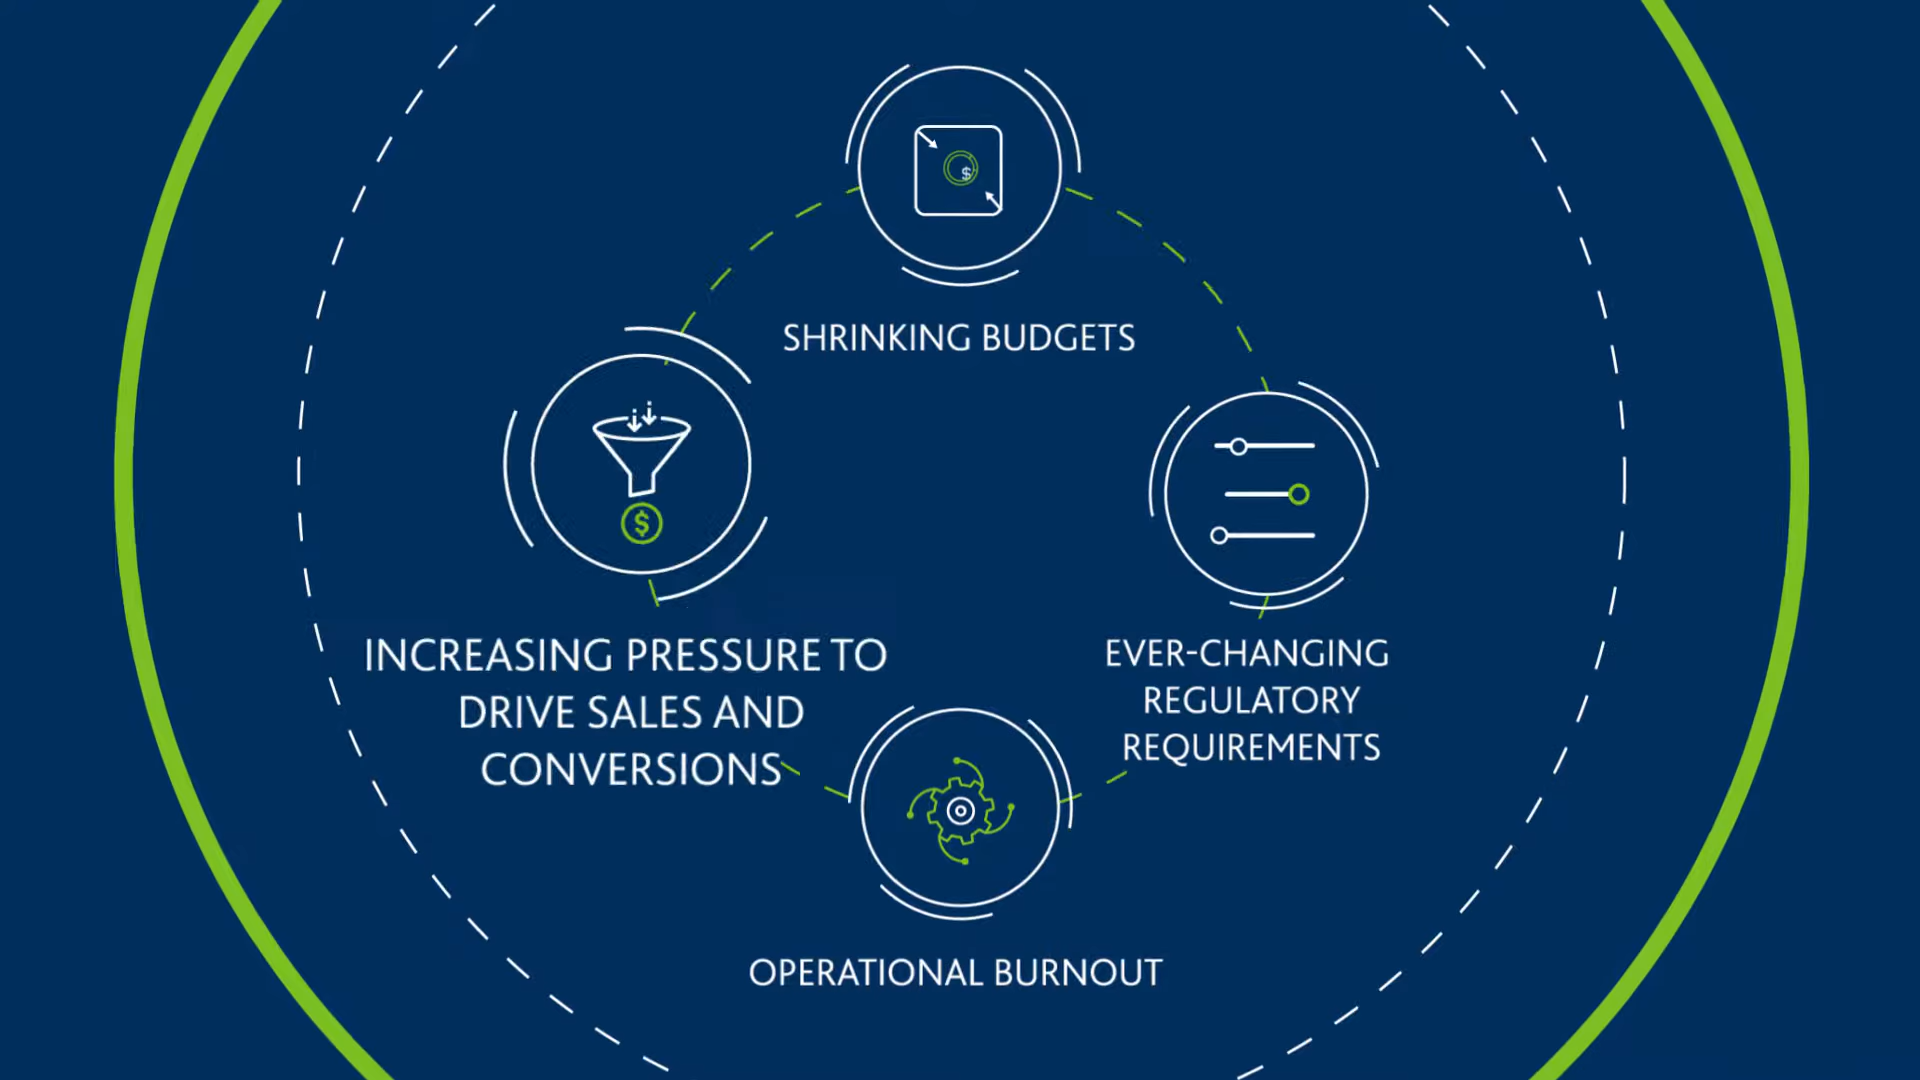 SHRINKING BUDGETS
$
$
INCREASING PRESSURE TO
DRIVE SALES AND
CONVERSIONS
EVER-CHANGING
REGULATORY
REQUIREMENTS
OPERATIONAL BURNOUT